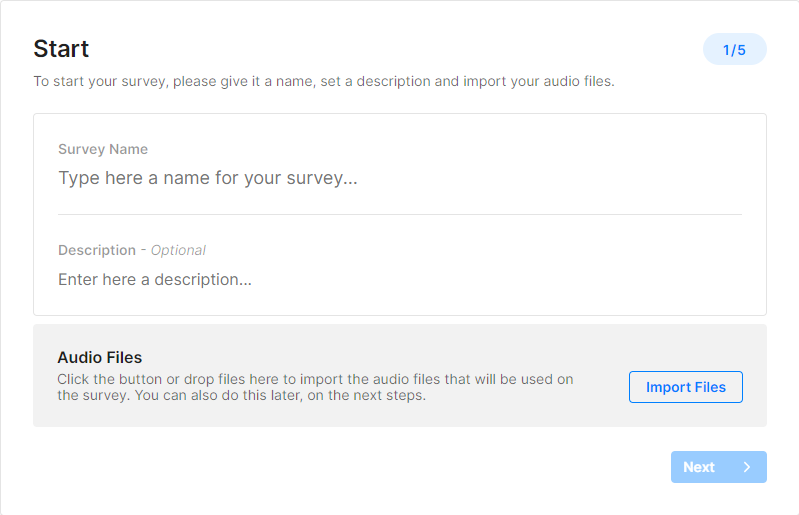 Start
1/5
To start your survey, please give it a name, set a description and import your audio files.
Survey Name
Type here a name for your survey...
Description - Optional
Enter here a description...
Audio Files
Click the button or drop files here to import the audio files that will be used on
the survey. You can also do this later, on the next steps.
Import Files
Next